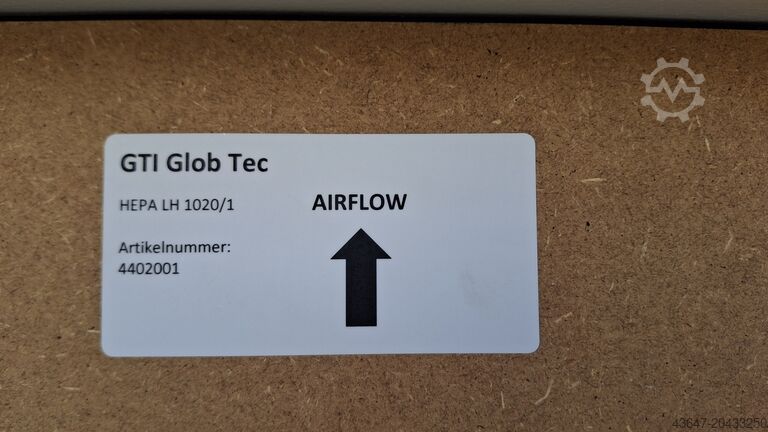 GTI Glob Tec
HEPA LH 1020/1
AIRFLOW
Artikelnummer:
4402001
43647-20433250